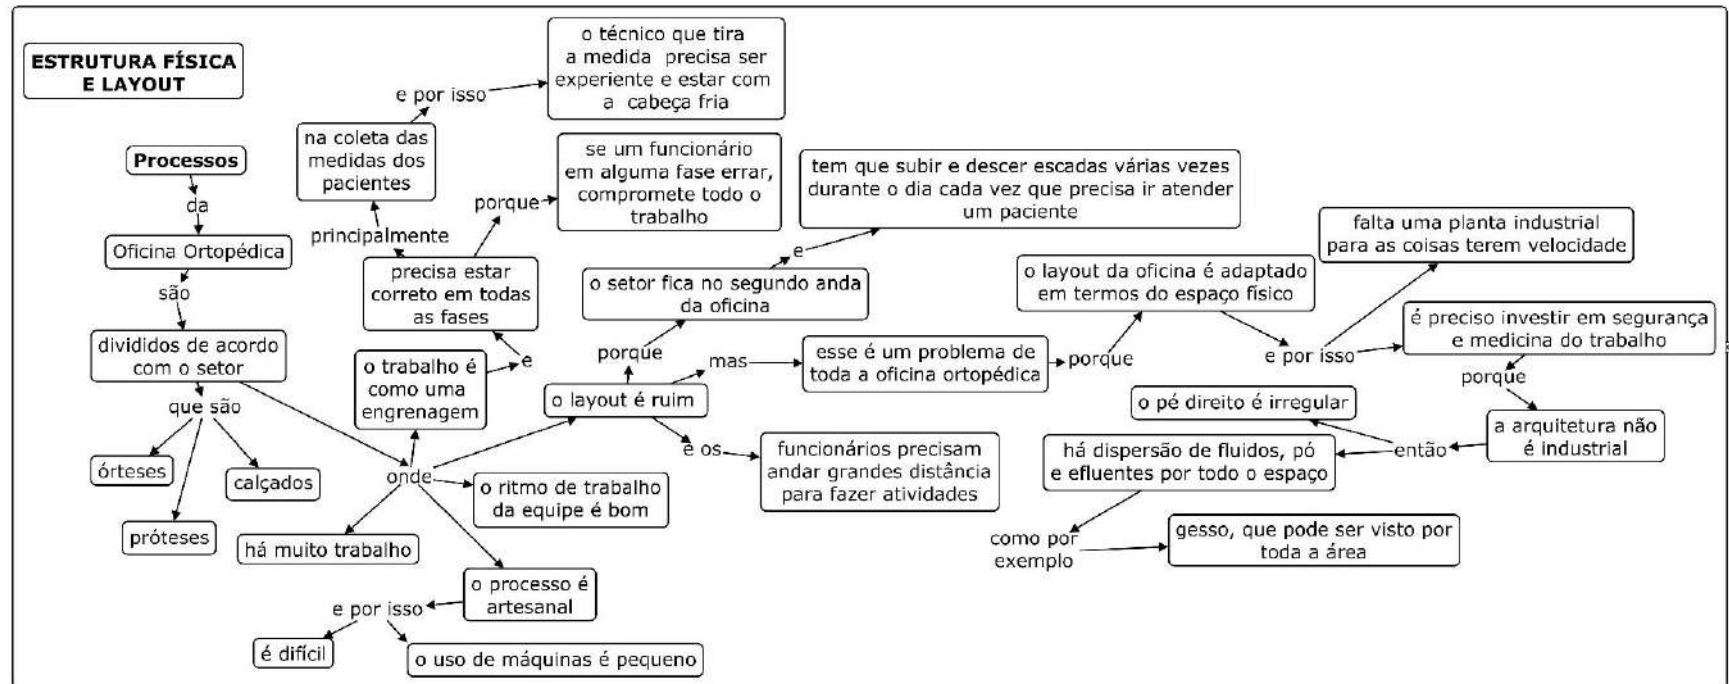 ESTRUTURA FÍSICA
E LAYOUT
Processos
da
Oficina Ortopédica
são
divididos de acordo
com o setor
que são
órteses
próteses
calçados
onde
há muito trabalho
o processo é
artesanal
e por isso
é difícil
o uso de máquinas é pequeno
o ritmo de trabalho
da equipe é bom
o trabalho é
como uma
engrenagem
e
precisa estar
correto em todas
as fases
principalmente
na coleta das
medidas dos
pacientes
e por isso
o técnico que tira
a medida precisa ser
experiente e estar com
a cabeça fria
porque
se um funcionário
em alguma fase errar,
compromete todo o
trabalho
o layout é ruim
porque
o setor fica no segundo anda
da oficina
e
tem que subir e descer escadas várias vezes
durante o dia cada vez que precisa ir atender
um paciente
e os
funcionários precisam
andar grandes distância
para fazer atividades
mas
esse é um problema de
toda a oficina ortopédica
porque
o layout da oficina é adaptado
em termos do espaço físico
e por isso
falta uma planta industrial
para as coisas terem velocidade
é preciso investir em segurança
e medicina do trabalho
porque
a arquitetura não
é industrial
então
o pé direito é irregular
há dispersão de fluidos, pó
e efluentes por todo o espaço
como por
exemplo
gesso, que pode ser visto por
toda a área